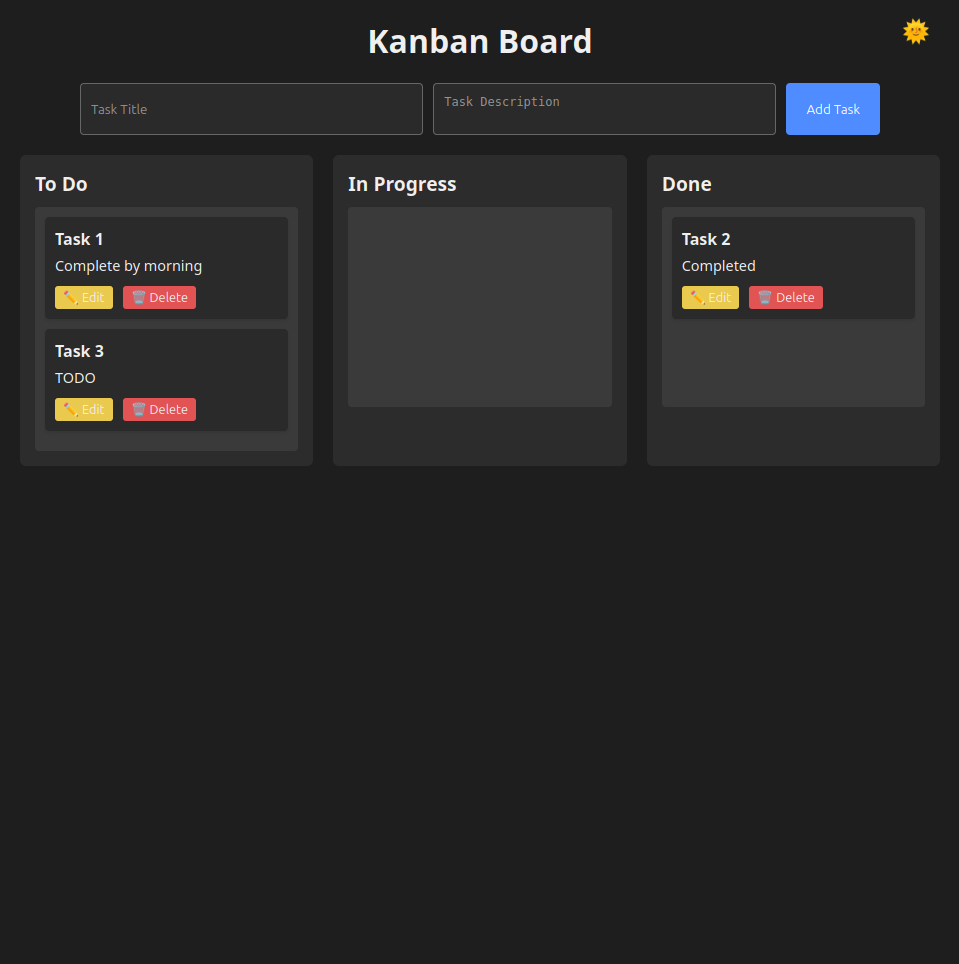 Kanban Board
Task Title
Task Description
Add Task
To Do
Task 1
Complete by morning
Edit Delete
Task 3
TODO
Edit Delete
In Progress
Done
Task 2
Completed
Edit Delete